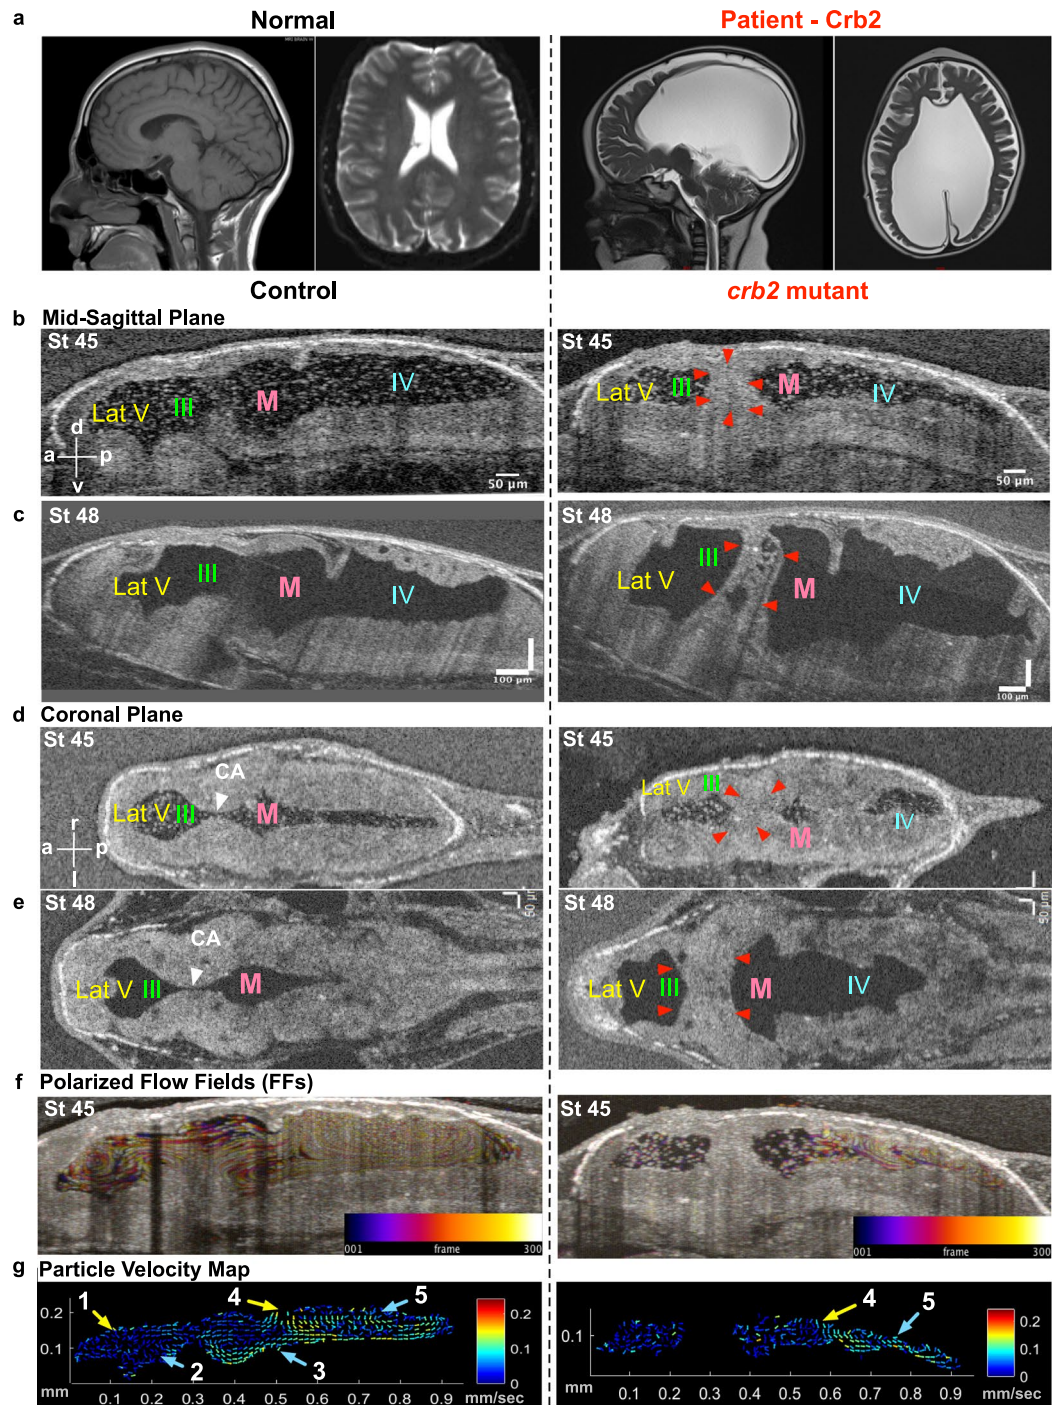 a
Normal
Patient - Crb2
Control
crb2 mutant
b Mid-Sagittal Plane
St 45
Lat V III M IV
d
a p
v
50 µm
St 45
Lat V III M IV
50 µm
c
St 48
Lat V III M IV
100 µm
St 48
Lat V III M IV
100 µm
d Coronal Plane
St 45
CA
Lat V III M
r
a p
l
St 45
Lat V III
M IV
e
St 48
50 µm
CA
Lat V III M
St 48
50 µm
Lat V III M IV
f Polarized Flow Fields (FFs)
St 45
001 frame 300
St 45
001 frame 300
g Particle Velocity Map
1 4 5
2 3
0.2
0.1
mm
0.1 0.2 0.3 0.4 0.5 0.6 0.7 0.8 0.9
0.2
0
mm/sec
4
5
0.1
mm
0.1 0.2 0.3 0.4 0.5 0.6 0.7 0.8 0.9
0.2
0.1
0
mm/sec